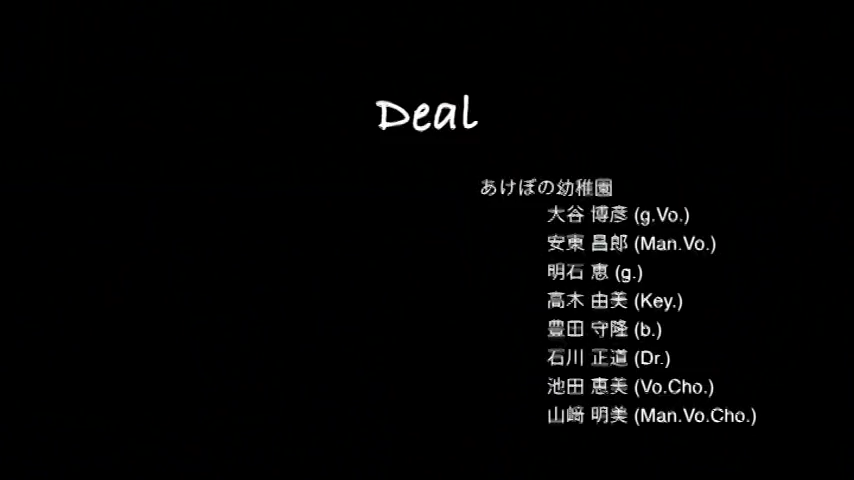 Deal
あけぼの幼稚園
大谷 博彦 (g.Vo.)
安東 昌郎 (Man.Vo.)
明石 恵 (g.)
高木 由美 (Key.)
豊田 守隆 (b.)
石川 正道 (Dr.)
池田 恵美 (Vo.Cho.)
山﨑 明美 (Man.Vo.Cho.)